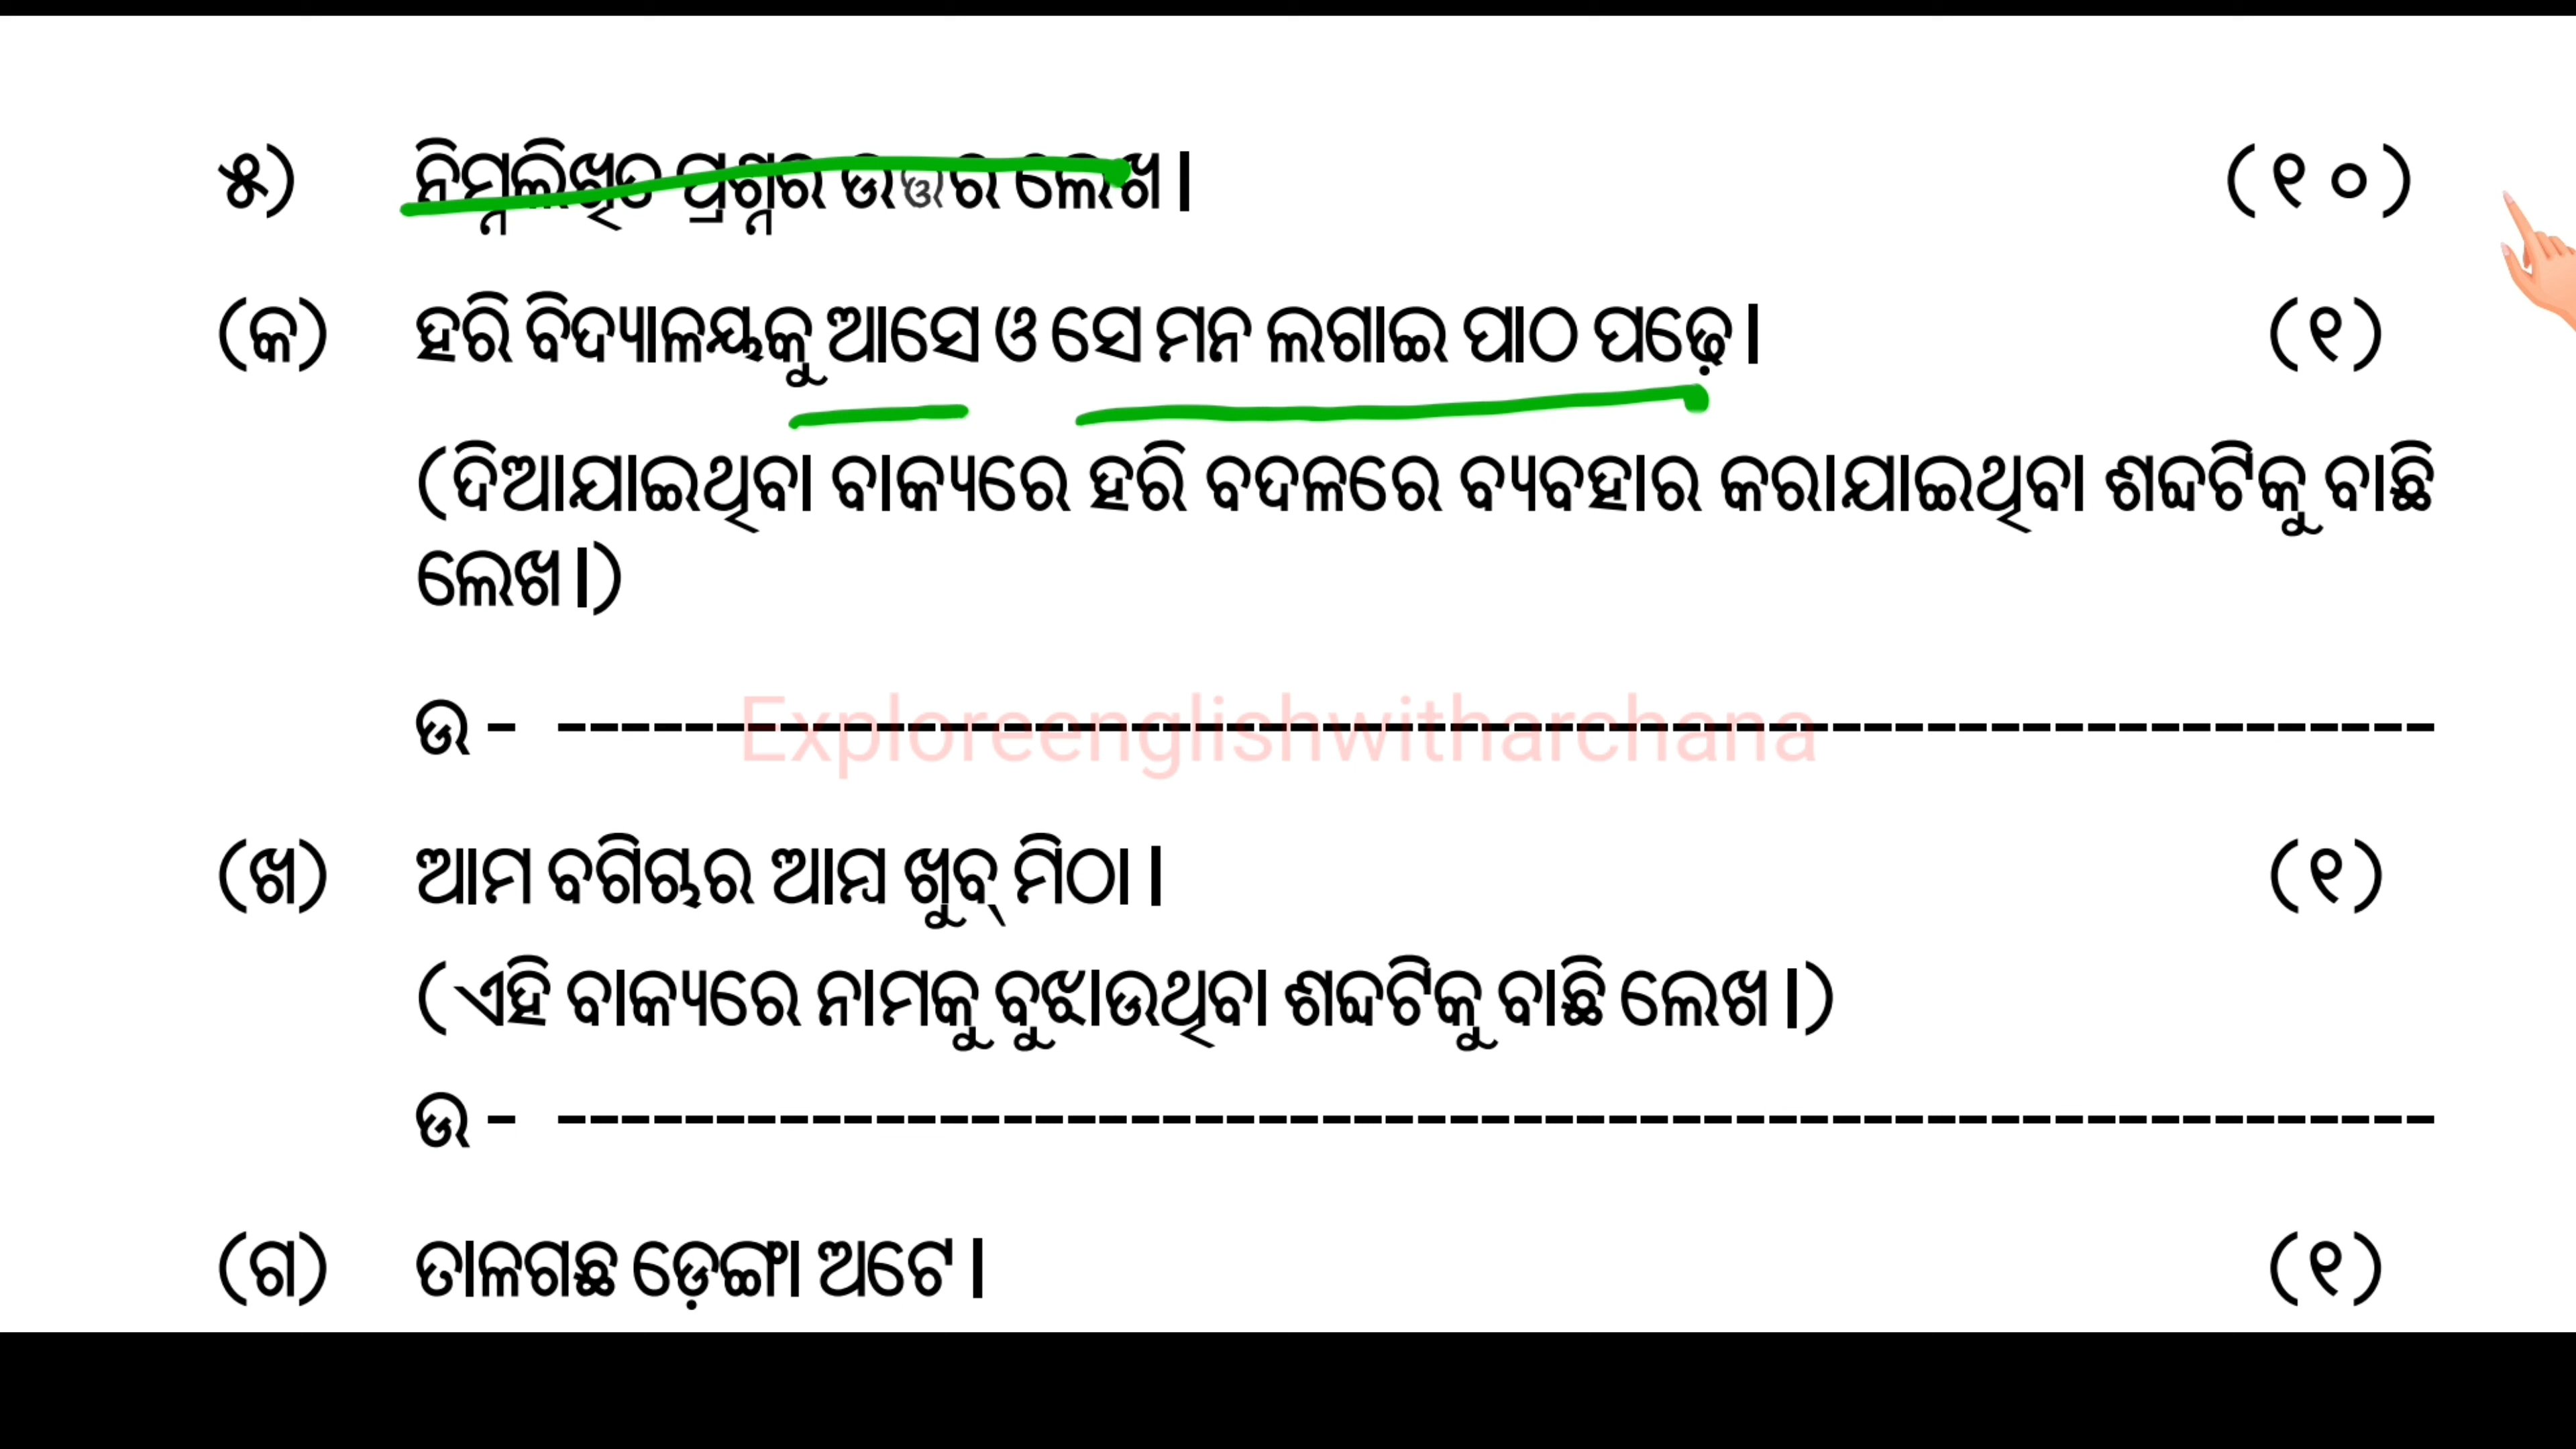 ୫) ନିମ୍ନଲିଖିତ ପ୍ରଶ୍ନର ଉତ୍ତର ଲେଖ। (୧୦)
(କ) ହରି ବିଦ୍ୟାଳୟକୁ ଆସେ ଓ ସେ ମନ ଲଗାଇ ପାଠ ପଢ଼େ। (୧)
(ଦିଆଯାଇଥିବା ବାକ୍ୟରେ ହରି ବଦଳରେ ବ୍ୟବହାର କରାଯାଇଥିବା ଶବ୍ଦଟିକୁ ବାଛି
ଲେଖ।)
ଉ - -----------------------------------------------------------
Exploreenglishwitharchana
(ଖ) ଆମ ବଗିଚାର ଆମ୍ବ ଖୁବ୍ ମିଠା। (୧)
(ଏହି ବାକ୍ୟରେ ନାମକୁ ବୁଝାଉଥିବା ଶବ୍ଦଟିକୁ ବାଛି ଲେଖ।)
ଉ - -----------------------------------------------------------
(ଗ) ତାଳଗଛ ଡ଼େଙ୍ଗା ଅଟେ। (୧)